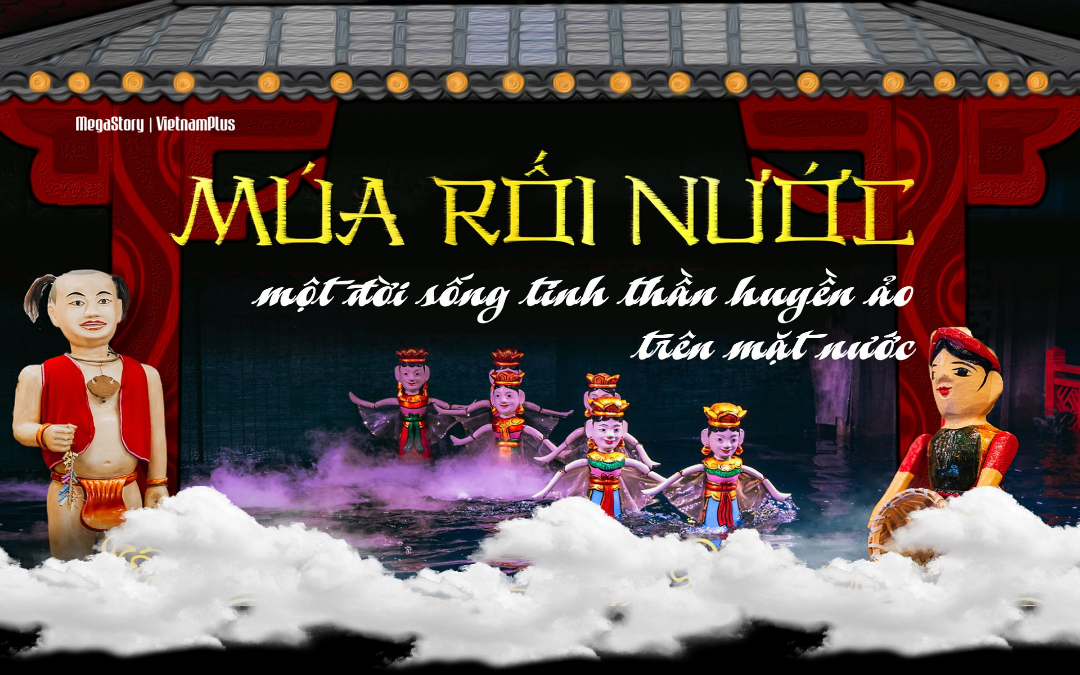 MegaStory | VietnamPlus
MÚA RỐI NƯỚC
một đời sống tinh thần huyền ảo
trên mặt nước